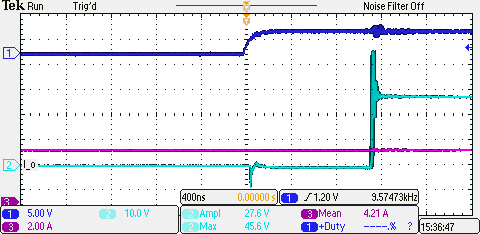 Tek Run Trig'd Noise Filter Off
1
2 I_o
3
400ns 0.00000 s 1 1.20 V 9.57473kHz
1 5.00 V 2 10.0 V 2 Ampl 27.6 V 3 Mean 4.21 A
3 2.00 A 2 Max 45.6 V 1 +Duty ----.-% ? 15:36:47